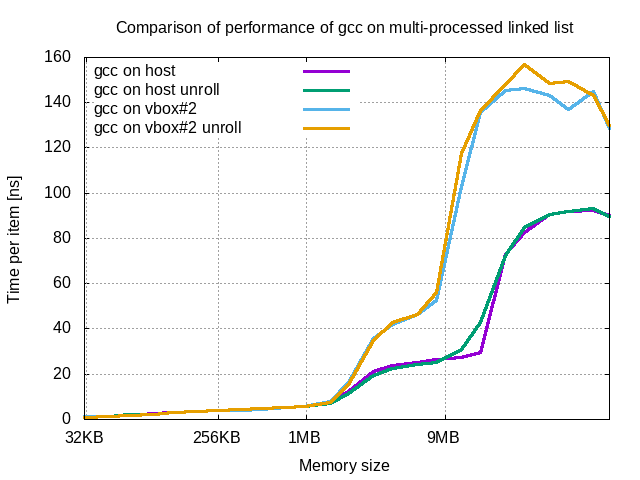 Comparison of performance of gcc on multi-processed linked list
160
140
120
100
80
60
40
20
0
Time per item [ns]
gcc on host
gcc on host unroll
gcc on vbox#2
gcc on vbox#2 unroll
32KB
256KB
1MB
9MB
Memory size